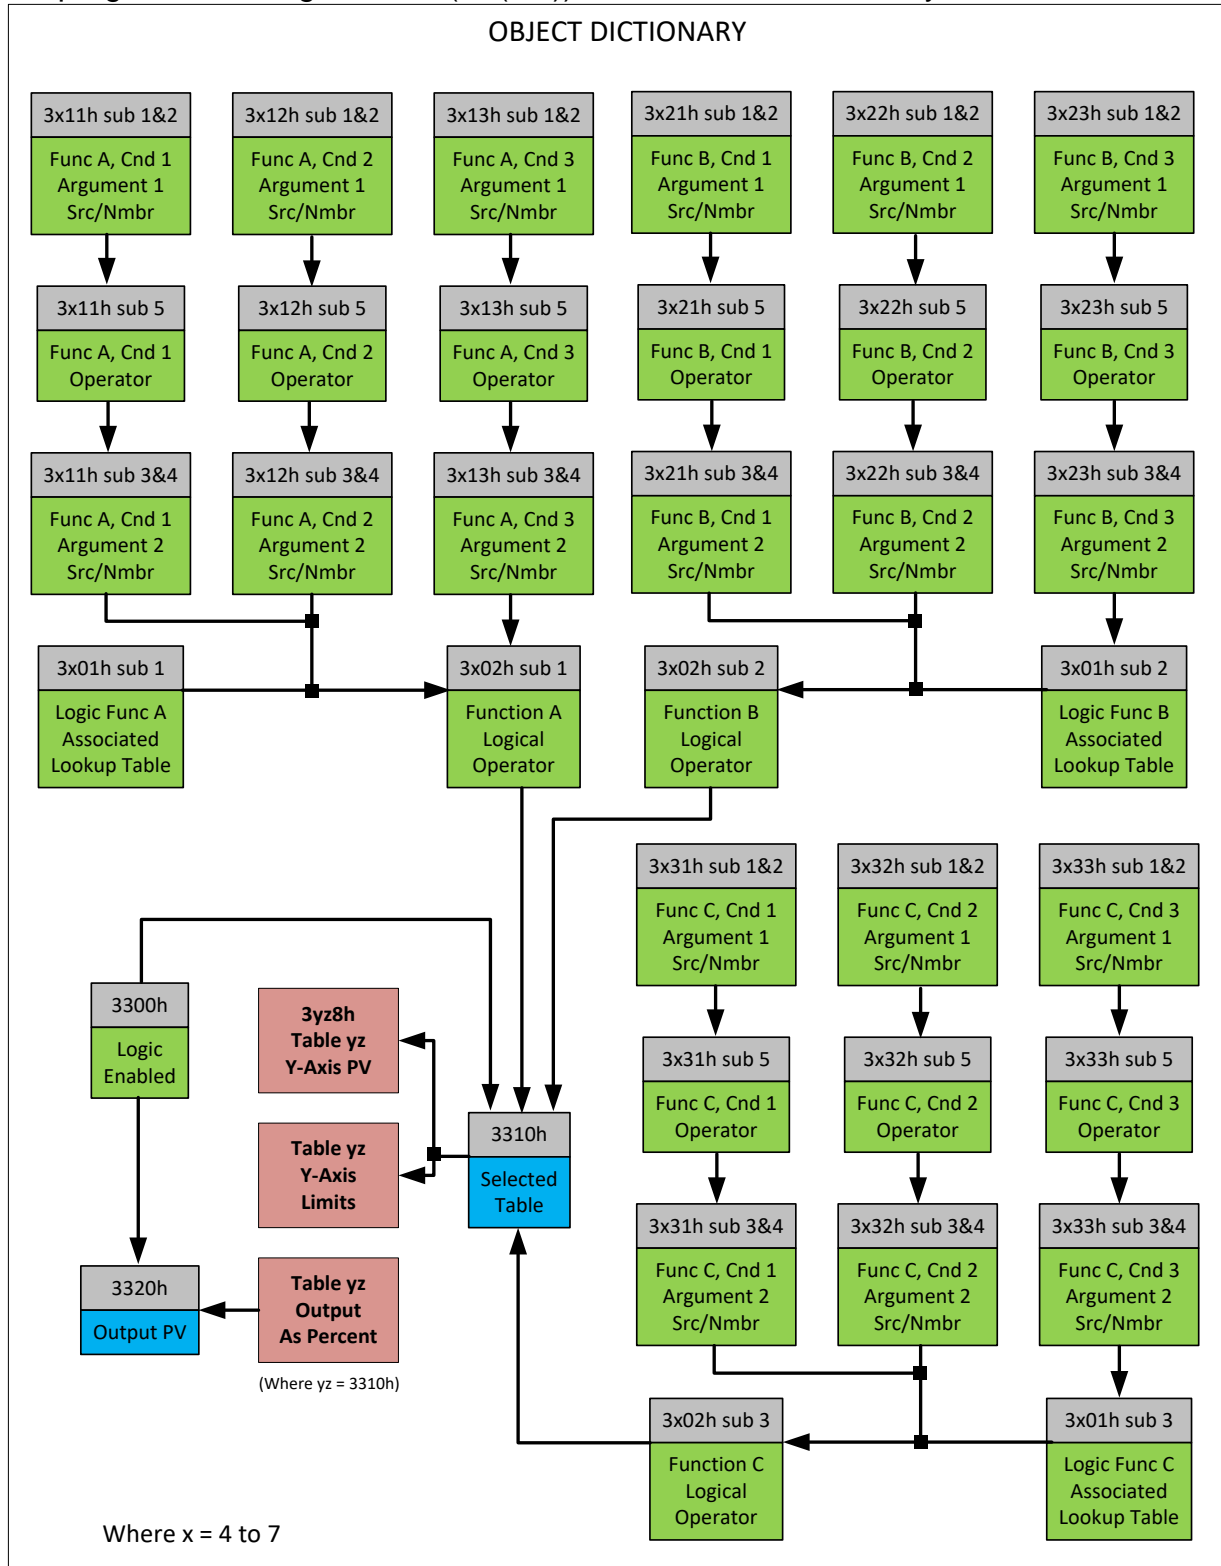 OBJECT DICTIONARY
3x11h sub 1&2
Func A, Cnd 1
Argument 1
Src/Nmbr
3x12h sub 1&2
Func A, Cnd 2
Argument 1
Src/Nmbr
3x13h sub 1&2
Func A, Cnd 3
Argument 1
Src/Nmbr
3x21h sub 1&2
Func B, Cnd 1
Argument 1
Src/Nmbr
3x22h sub 1&2
Func B, Cnd 2
Argument 1
Src/Nmbr
3x23h sub 1&2
Func B, Cnd 3
Argument 1
Src/Nmbr
3x11h sub 5
Func A, Cnd 1
Operator
3x12h sub 5
Func A, Cnd 2
Operator
3x13h sub 5
Func A, Cnd 3
Operator
3x21h sub 5
Func B, Cnd 1
Operator
3x22h sub 5
Func B, Cnd 2
Operator
3x23h sub 5
Func B, Cnd 3
Operator
3x11h sub 3&4
Func A, Cnd 1
Argument 2
Src/Nmbr
3x12h sub 3&4
Func A, Cnd 2
Argument 2
Src/Nmbr
3x13h sub 3&4
Func A, Cnd 3
Argument 2
Src/Nmbr
3x21h sub 3&4
Func B, Cnd 1
Argument 2
Src/Nmbr
3x22h sub 3&4
Func B, Cnd 2
Argument 2
Src/Nmbr
3x23h sub 3&4
Func B, Cnd 3
Argument 2
Src/Nmbr
3x01h sub 1
Logic Func A
Associated
Lookup Table
3x02h sub 1
Function A
Logical
Operator
3x02h sub 2
Function B
Logical
Operator
3x01h sub 2
Logic Func B
Associated
Lookup Table
3x31h sub 1&2
Func C, Cnd 1
Argument 1
Src/Nmbr
3x32h sub 1&2
Func C, Cnd 2
Argument 1
Src/Nmbr
3x33h sub 1&2
Func C, Cnd 3
Argument 1
Src/Nmbr
3300h
Logic
Enabled
3yz8h
Table yz
Y-Axis PV
3x31h sub 5
Func C, Cnd 1
Operator
3x32h sub 5
Func C, Cnd 2
Operator
3x33h sub 5
Func C, Cnd 3
Operator
Table yz
Y-Axis
Limits
3310h
Selected
Table
3x31h sub 3&4
Func C, Cnd 1
Argument 2
Src/Nmbr
3x32h sub 3&4
Func C, Cnd 2
Argument 2
Src/Nmbr
3x33h sub 3&4
Func C, Cnd 3
Argument 2
Src/Nmbr
3320h
Output PV
Table yz
Output
As Percent
(Where yz = 3310h)
3x02h sub 3
Function C
Logical
Operator
3x01h sub 3
Logic Func C
Associated
Lookup Table
Where x = 4 to 7